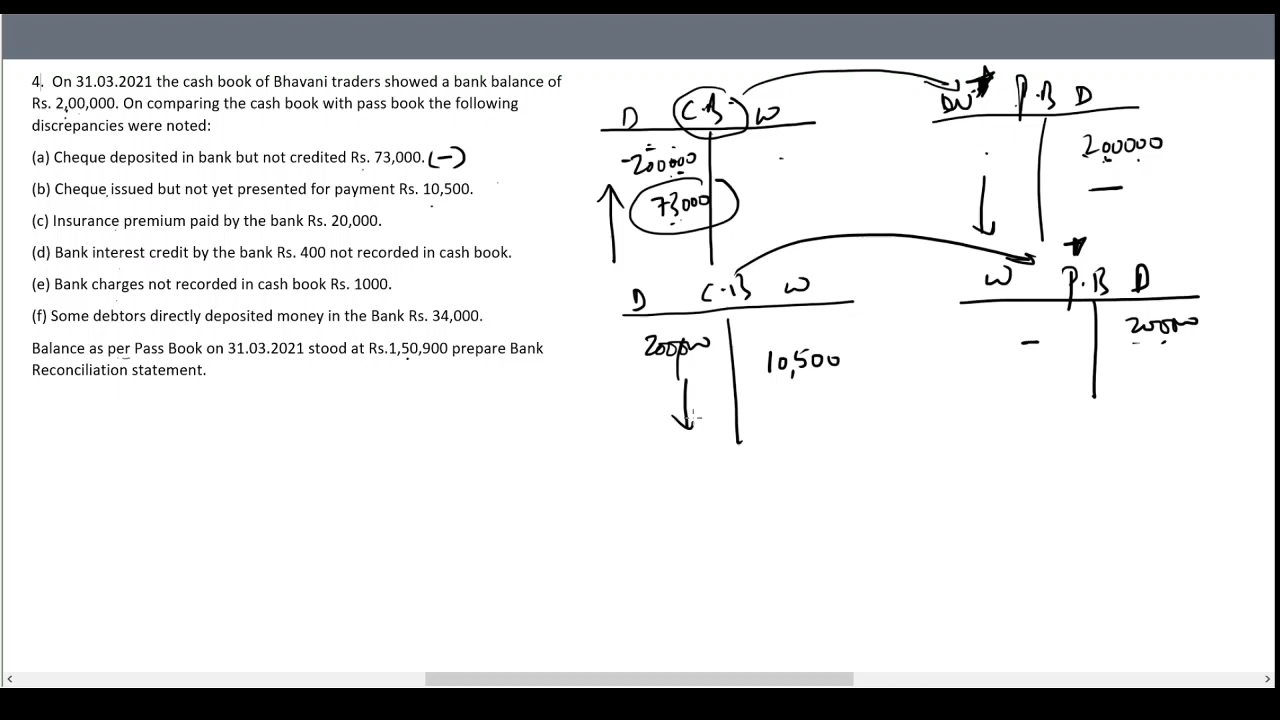 4. On 31.03.2021 the cash book of Bhavani traders showed a bank balance of
Rs. 2,00,000. On comparing the cash book with pass book the following
discrepancies were noted:
(a) Cheque deposited in bank but not credited Rs. 73,000. (-)
(b) Cheque issued but not yet presented for payment Rs. 10,500.
(c) Insurance premium paid by the bank Rs. 20,000.
(d) Bank interest credit by the bank Rs. 400 not recorded in cash book.
(e) Bank charges not recorded in cash book Rs. 1000.
(f) Some debtors directly deposited money in the Bank Rs. 34,000.
Balance as per Pass Book on 31.03.2021 stood at Rs.1,50,900 prepare Bank
Reconciliation statement.
D C.B. W
200000
73000
P.B D
200000
D C.B W
200000
10,500
W P.B D